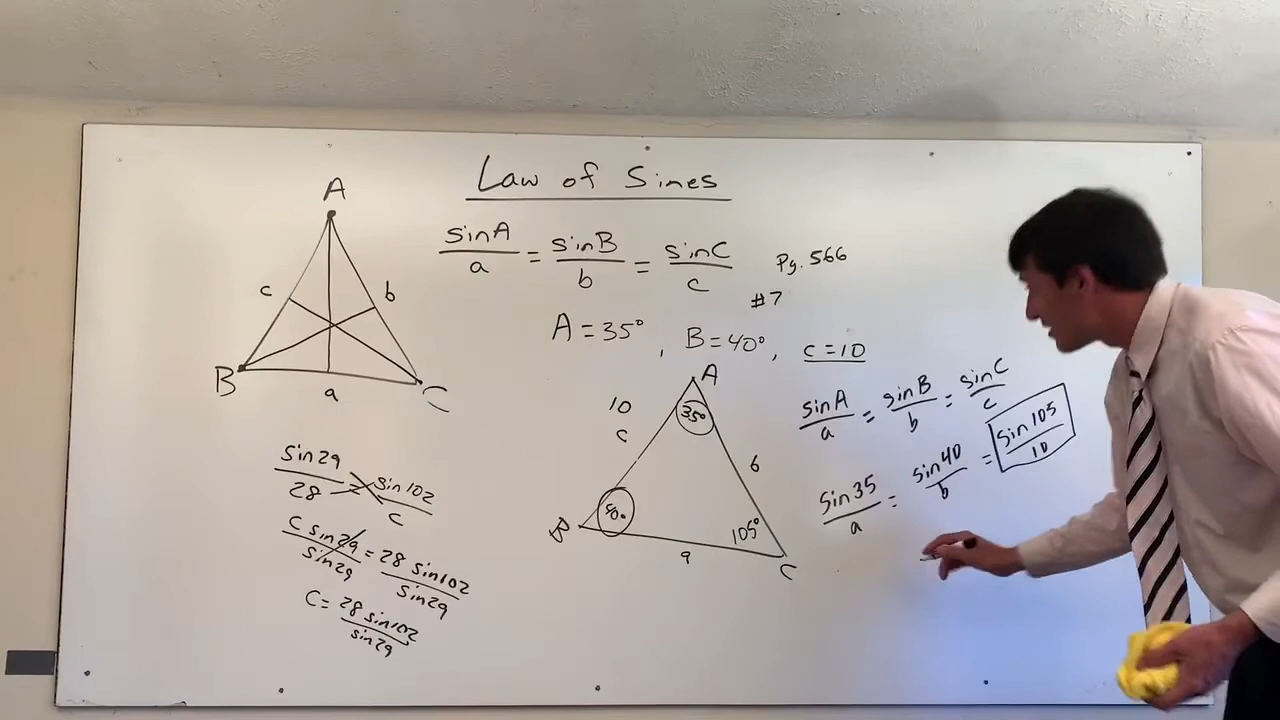 Law of Sines
A
c
b
B
a
C
sinA/a = sinB/b = sinC/c
Pg. 566
#7
A = 35°, B = 40°, c = 10
A
35°
10
c
6
B
40°
105°
a
C
sinA/a = sinB/b = sinC/c
sin35/a = sin40/b = sin105/10
sin29/28 = sin102/c
c sin29/sin29 = 28 sin102/sin29
C = 28 sin102/sin29